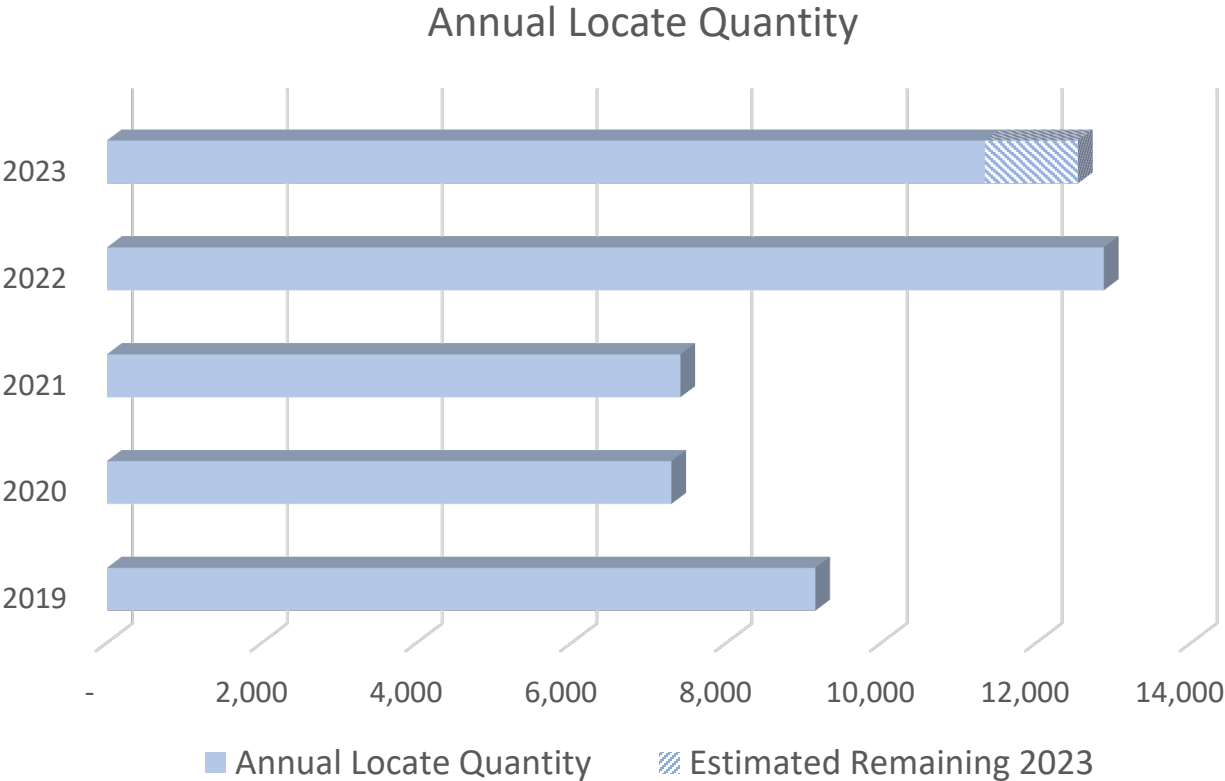 Annual Locate Quantity
2023
2022
2021
2020
2019
- 2,000 4,000 6,000 8,000 10,000 12,000 14,000
Annual Locate Quantity Estimated Remaining 2023